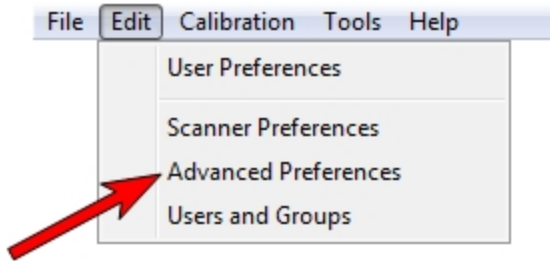 File Edit Calibration Tools Help
User Preferences
Scanner Preferences
Advanced Preferences
Users and Groups